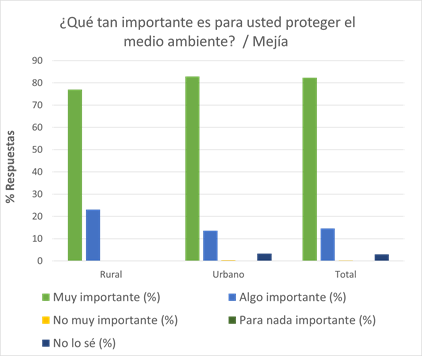 ¿Qué tan importante es para usted proteger el
medio ambiente? / Mejía
% Respuestas
90
80
70
60
50
40
30
20
10
0
Rural Urbano Total
Muy importante (%) Algo importante (%)
No muy importante (%) Para nada importante (%)
No lo sé (%)